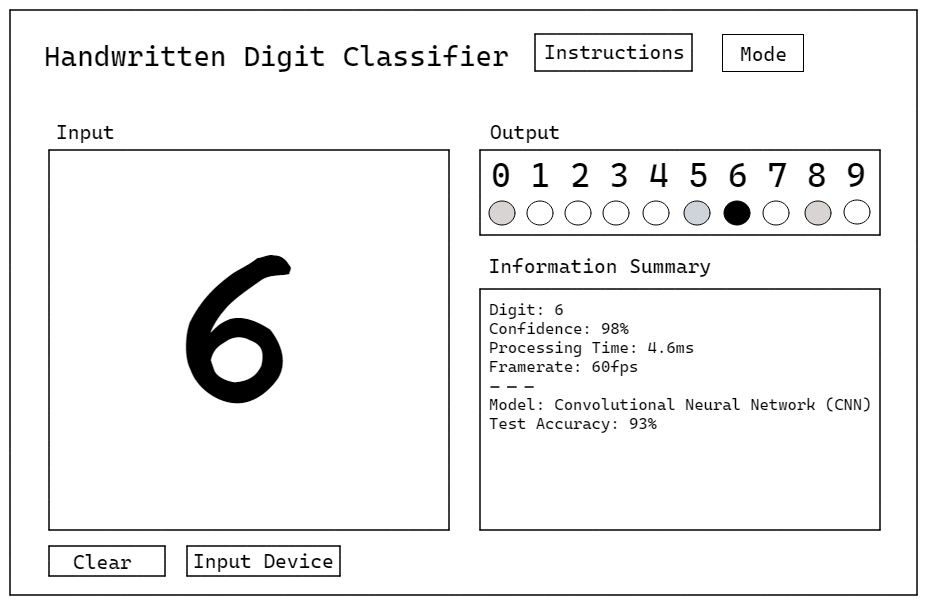 Handwritten Digit Classifier
Instructions
Mode
Input
6
Output
0 1 2 3 4 5 6 7 8 9
Information Summary
Digit: 6
Confidence: 98%
Processing Time: 4.6ms
Framerate: 60fps
– – –
Model: Convolutional Neural Network (CNN)
Test Accuracy: 93%
Clear
Input Device